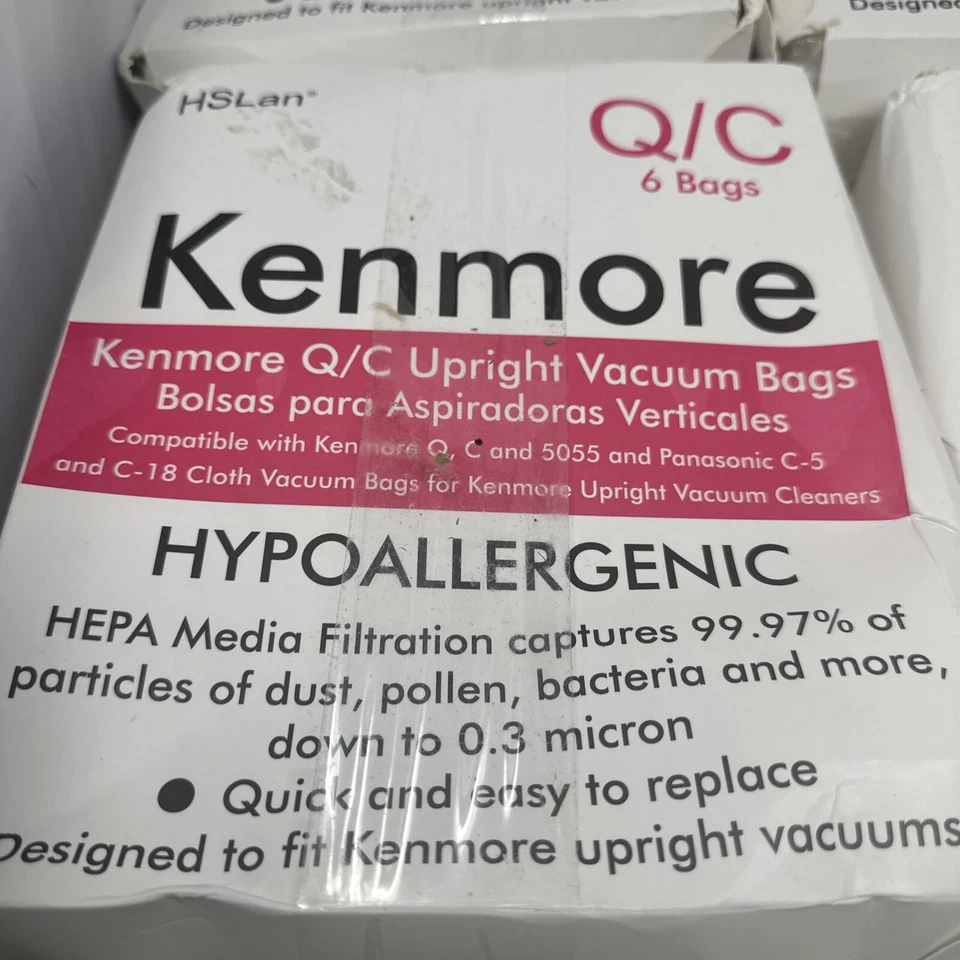 Designed to fit Kenmore upright
Designed
HSLan®
Q/C
6 Bags
Kenmore
Kenmore Q/C Upright Vacuum Bags
Bolsas para Aspiradoras Verticales
Compatible with Kenmore Q, C and 5055 and Panasonic C-5
and C-18 Cloth Vacuum Bags for Kenmore Upright Vacuum Cleaners
HYPOALLERGENIC
HEPA Media Filtration captures 99.97% of
particles of dust, pollen, bacteria and more,
down to 0.3 micron
● Quick and easy to replace
Designed to fit Kenmore upright vacuums